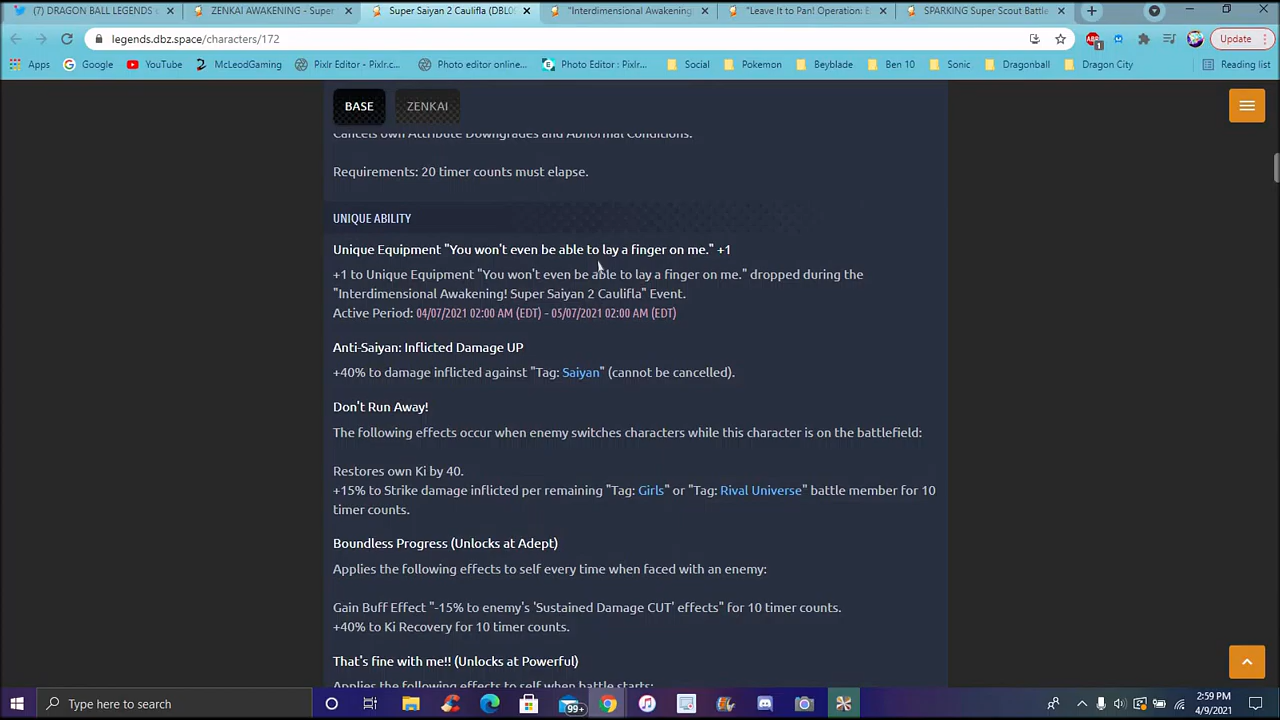 (7) DRAGON BALL LEGENDS
ZENKAI AWAKENING - Super
Super Saiyan 2 Caulifla (DBL0
"Interdimensional Awakening
"Leave It to Pan! Operation: E
SPARKING Super Scout Battle
legends.dbz.space/characters/172
ABP
1
Update
Apps
Google
YouTube
McLeodGaming
Pixlr Editor - Pixlr.c...
Photo editor online...
Photo Editor : Pixlr...
Social
Pokemon
Beyblade
Ben 10
Sonic
Dragonball
Dragon City
Reading list
BASE
ZENKAI
Cancels own Attribute Downgrades and Abnormal Conditions.
Requirements: 20 timer counts must elapse.
UNIQUE ABILITY
Unique Equipment "You won't even be able to lay a finger on me." +1
+1 to Unique Equipment "You won't even be able to lay a finger on me." dropped during the
"Interdimensional Awakening! Super Saiyan 2 Caulifla" Event.
Active Period: 04/07/2021 02:00 AM (EDT) - 05/07/2021 02:00 AM (EDT)
Anti-Saiyan: Inflicted Damage UP
+40% to damage inflicted against "Tag: Saiyan" (cannot be cancelled).
Don't Run Away!
The following effects occur when enemy switches characters while this character is on the battlefield:
Restores own Ki by 40.
+15% to Strike damage inflicted per remaining "Tag: Girls" or "Tag: Rival Universe" battle member for 10
timer counts.
Boundless Progress (Unlocks at Adept)
Applies the following effects to self every time when faced with an enemy:
Gain Buff Effect "-15% to enemy's 'Sustained Damage CUT' effects" for 10 timer counts.
+40% to Ki Recovery for 10 timer counts.
That's fine with me!! (Unlocks at Powerful)
Applies the following effects to self when battle starts:
Type here to search
99+
2:59 PM
4/9/2021